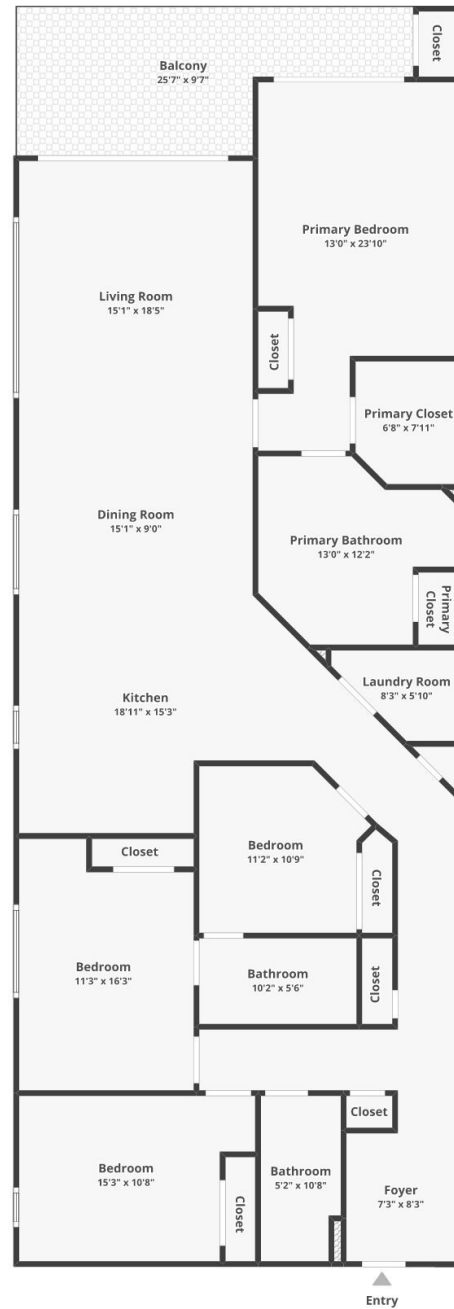 Closet
Balcony
25'7" x 9'7"
Primary Bedroom
13'0" x 23'10"
Living Room
15'1" x 18'5"
Closet
Primary Closet
6'8" x 7'11"
Dining Room
15'1" x 9'0"
Primary Bathroom
13'0" x 12'2"
Primary
Closet
Laundry Room
8'3" x 5'10"
Kitchen
18'11" x 15'3"
Closet
Bedroom
11'2" x 10'9"
Closet
Bedroom
11'3" x 16'3"
Bathroom
10'2" x 5'6"
Closet
Closet
Bedroom
15'3" x 10'8"
Closet
Bathroom
5'2" x 10'8"
Foyer
7'3" x 8'3"
Entry